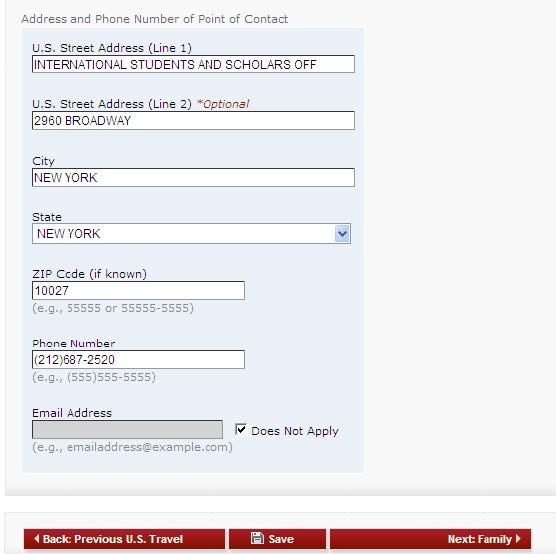 Address and Phone Number of Point of Contact
U.S. Street Address (Line 1)
INTERNATIONAL STUDENTS AND SCHOLARS OFF
U.S. Street Address (Line 2) *Optional
2960 BROADWAY
City
NEW YORK
State
NEW YORK
ZIP Code (if known)
10027
(e.g., 55555 or 55555-5555)
Phone Number
(212)687-2520
(e.g., (555)555-5555)
Email Address
Does Not Apply
(e.g., emailaddress@example.com)
Back: Previous U.S. Travel
Save
Next: Family